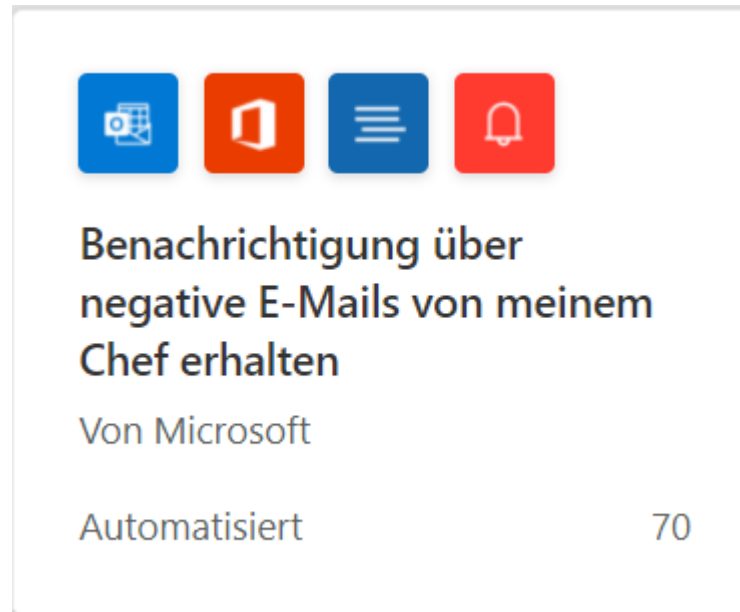 Benachrichtigung über
negative E-Mails von meinem
Chef erhalten
Von Microsoft
Automatisiert 70